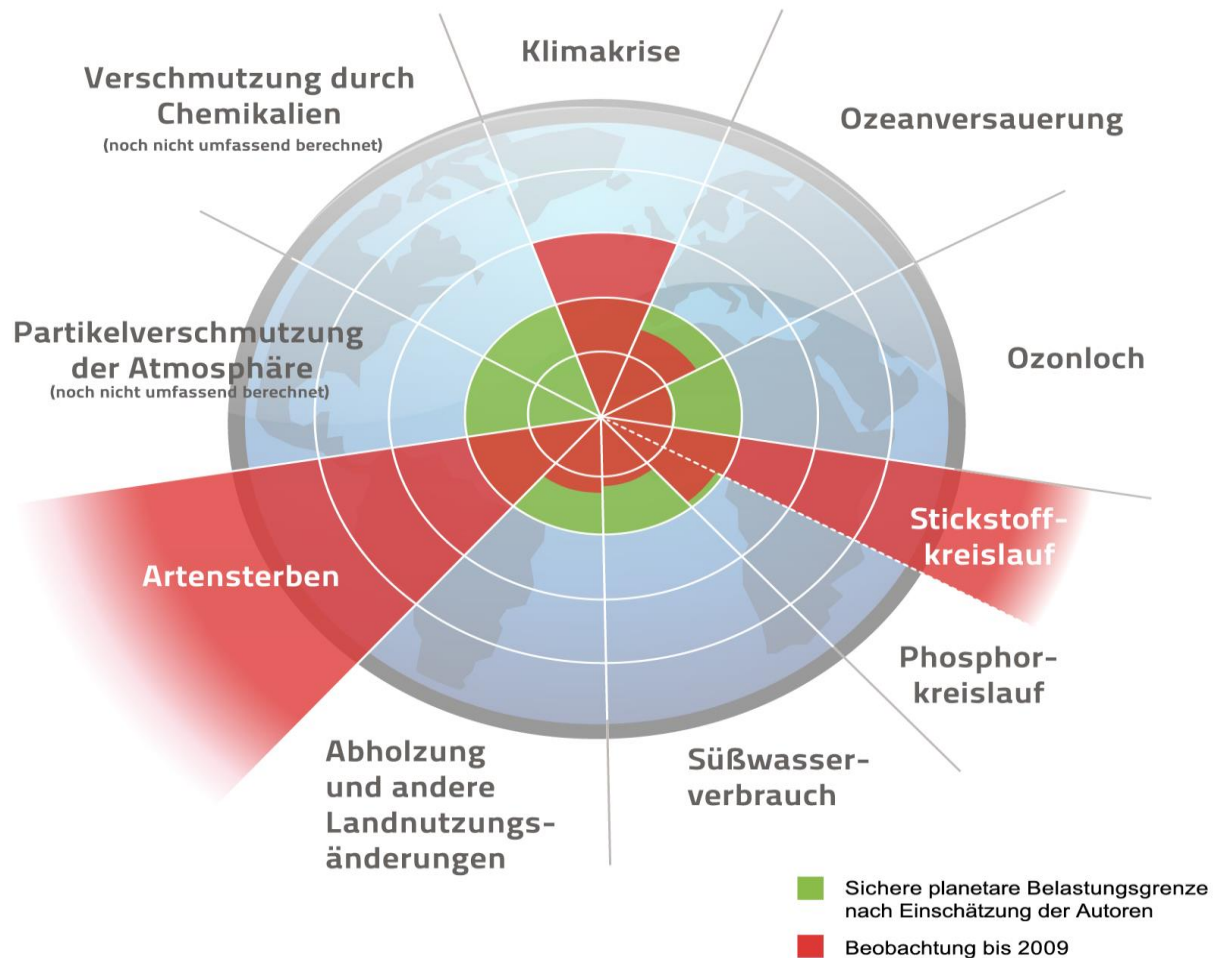 Klimakrise
Verschmutzung durch
Chemikalien
(noch nicht umfassend berechnet)
Ozeanversauerung
Partikelverschmutzung
der Atmosphäre
(noch nicht umfassend berechnet)
Ozonloch
Stickstoff-
kreislauf
Artensterben
Phosphor-
kreislauf
Abholzung
und andere
Landnutzungs-
änderungen
Süßwasser-
verbrauch
Sichere planetare Belastungsgrenze
nach Einschätzung der Autoren
Beobachtung bis 2009